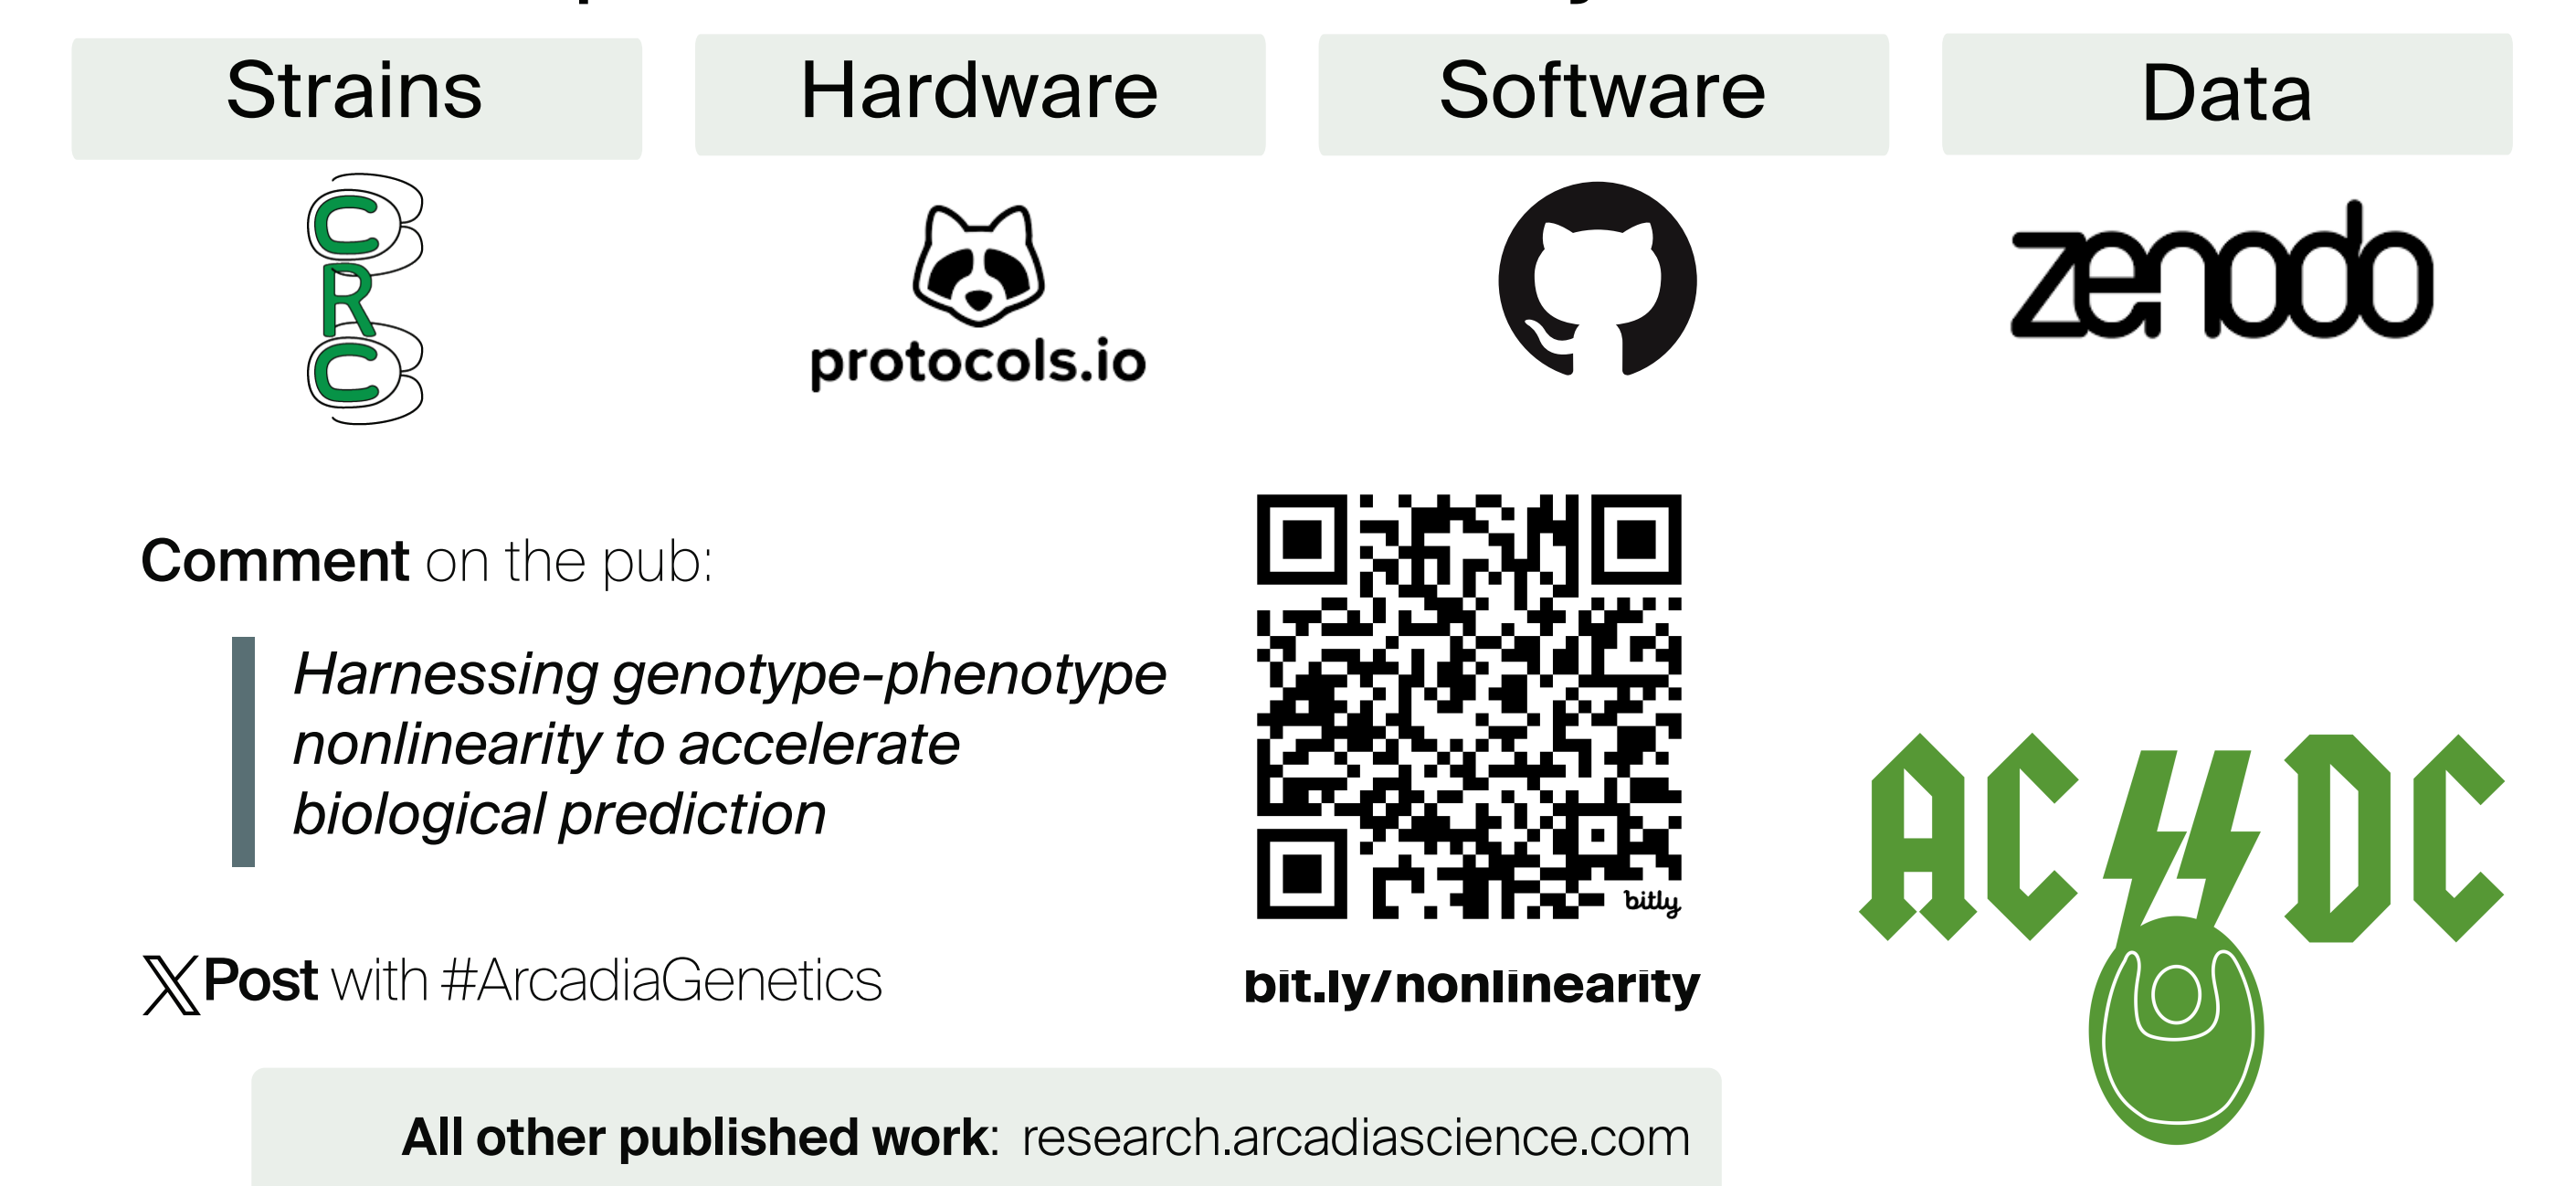 Strains
Hardware
Software
Data
CRC
protocols.io
zenodo
Comment on the pub:
Harnessing genotype-phenotype
nonlinearity to accelerate
biological prediction
bitly
XPost with #ArcadiaGenetics
bit.ly/nonlinearity
AC DC
All other published work: research.arcadiascience.com